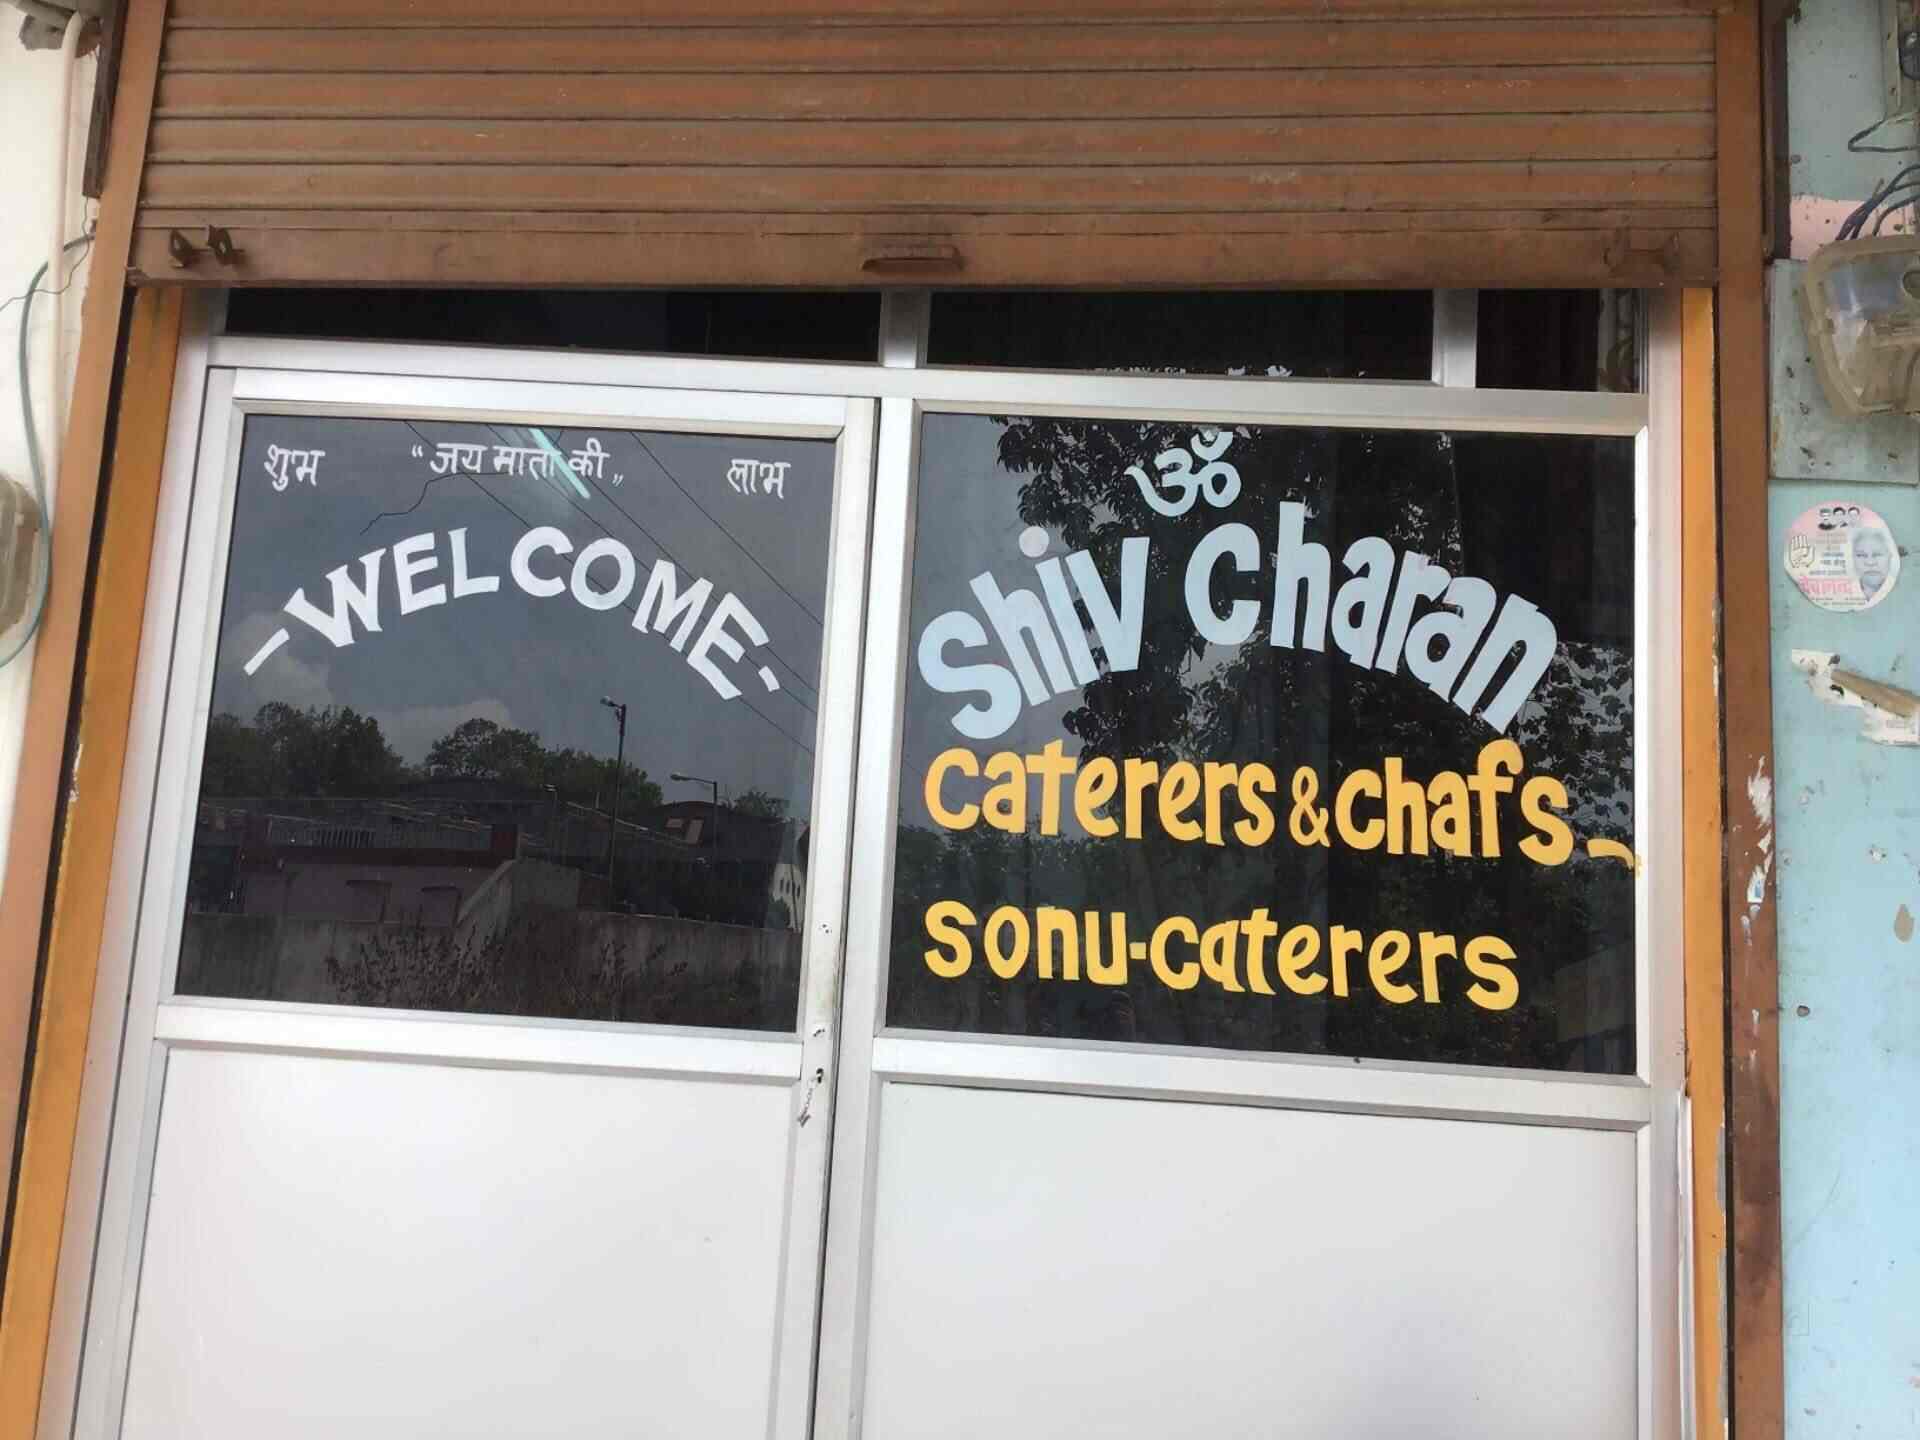 शुभ "जय माता की„ लाभ
-WELCOME-
ॐ
Shiv Charan
Caterers & Chafs-
Sonu-Caterers